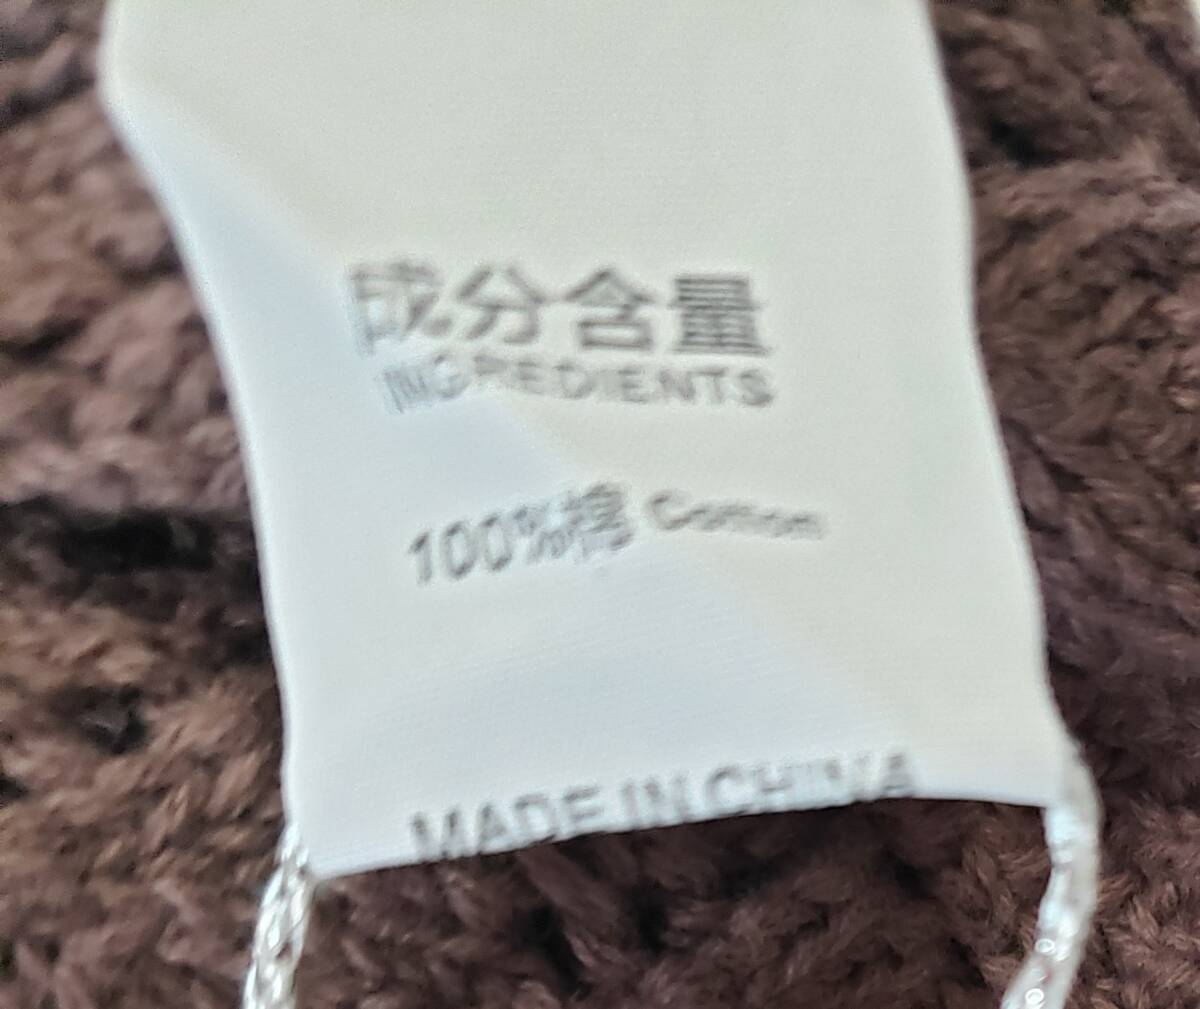 成分含量
INGREDIENTS
100%棉 Cotton
MADE IN CHINA